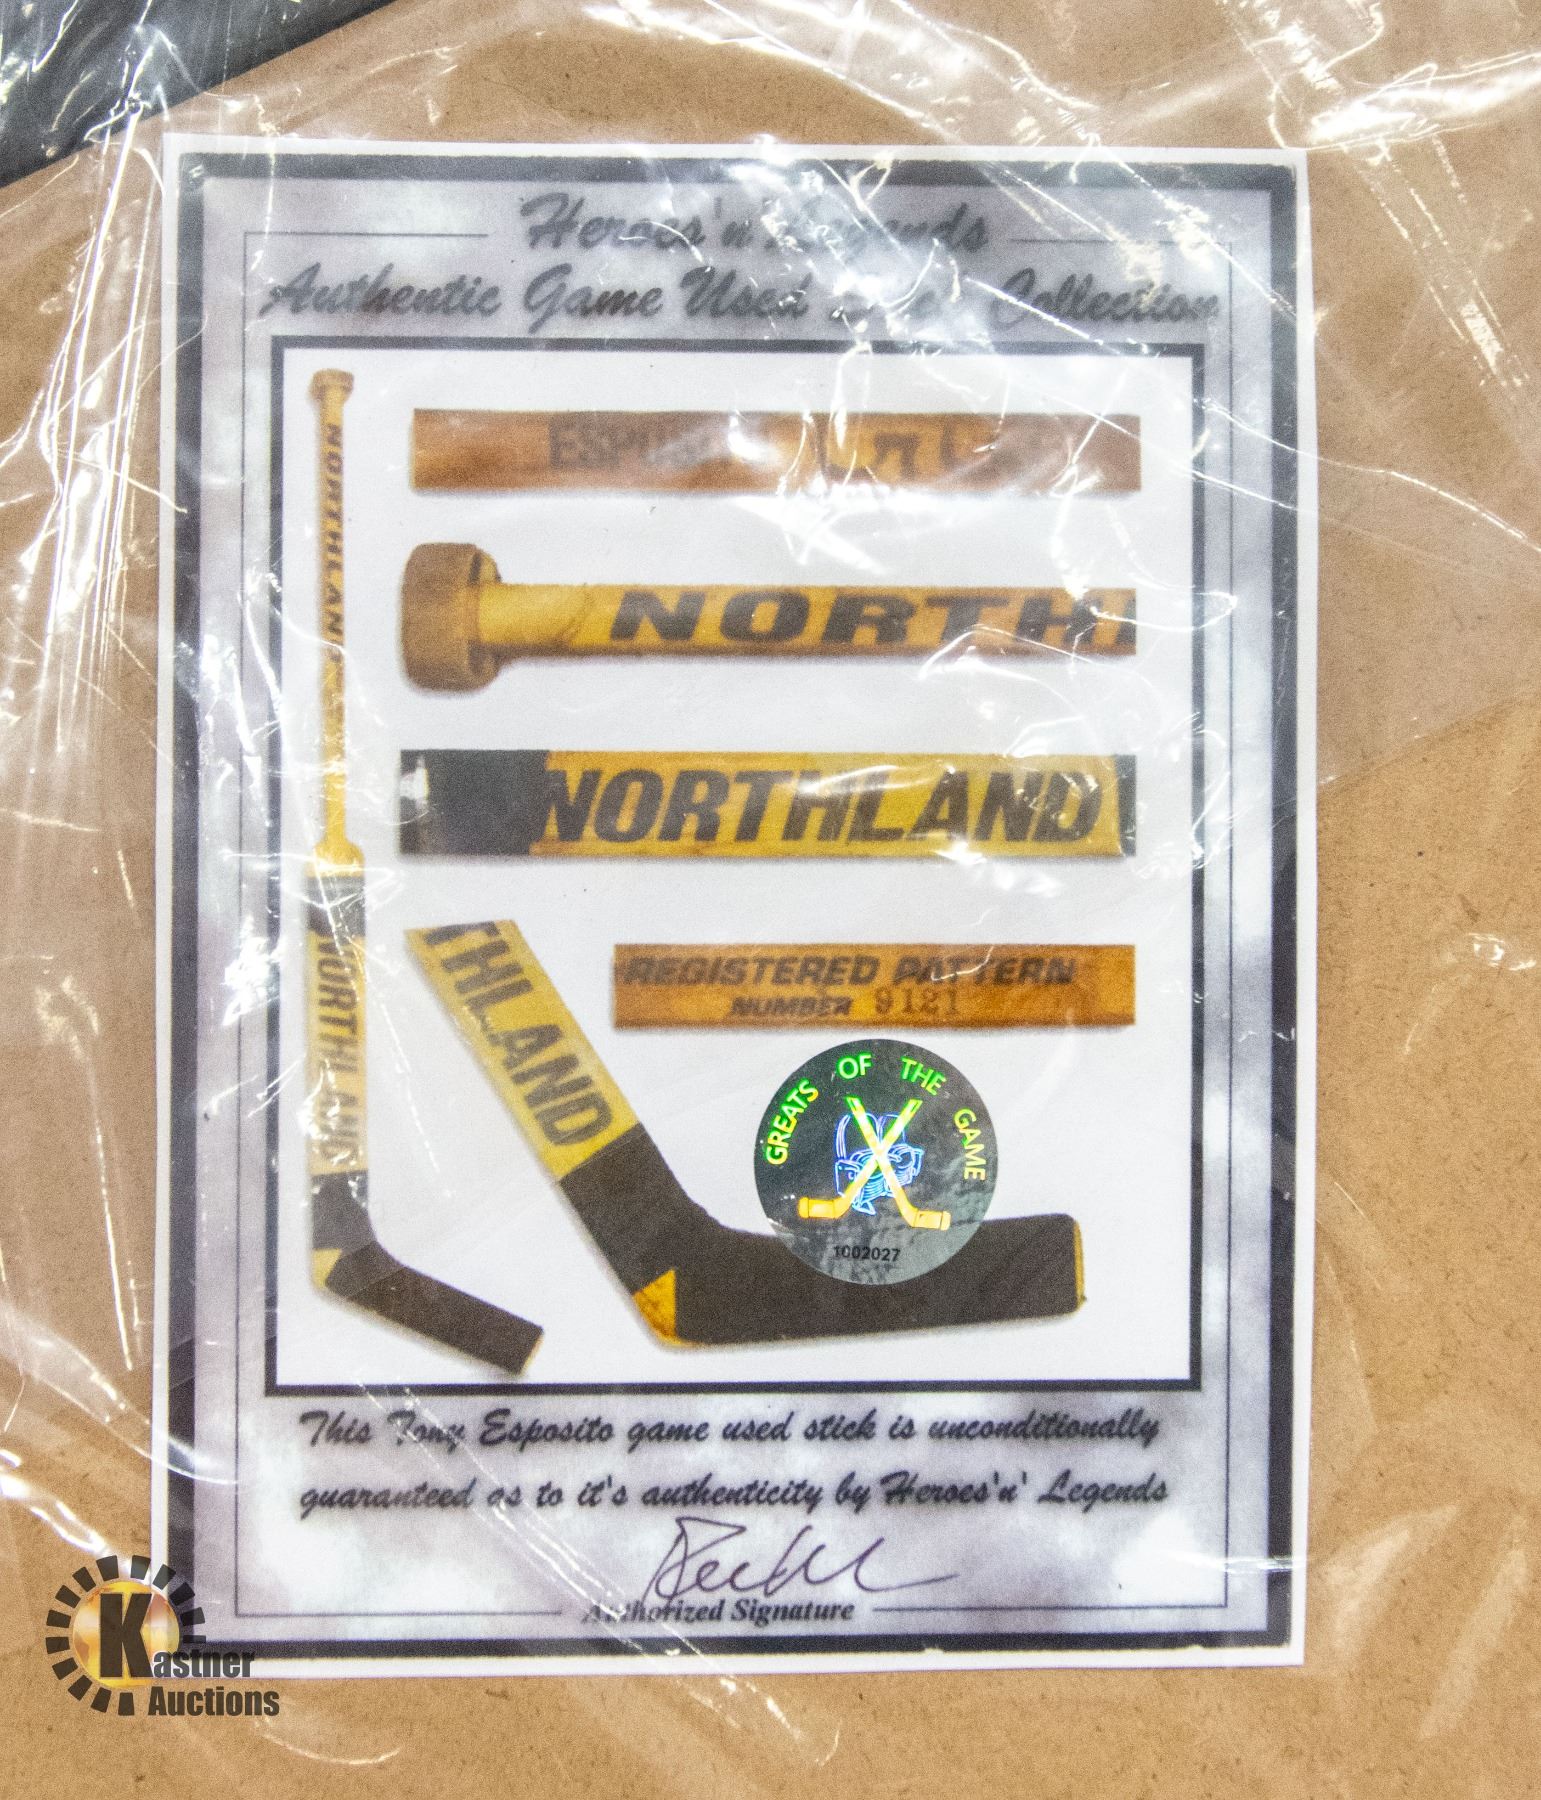 Heroes'n' Legends
Authentic Game Used Collection
NORTHLAND
NORTHLAND
NORTH
NORTHLAND
THLAND
REGISTERED PATTERN
NUMBER 9121
GREATS OF THE GAME
1002027
This Tony Esposito game used stick is unconditionally
guaranteed as to it's authenticity by Heroes'n' Legends
Authorized Signature
Kastner
Auctions